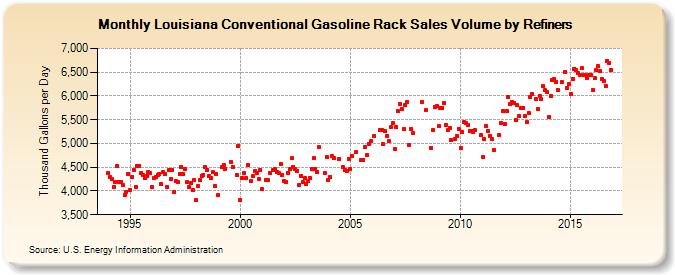 Monthly Louisiana Conventional Gasoline Rack Sales Volume by Refiners
Thousand Gallons per Day
7,000
6,500
6,000
5,500
5,000
4,500
4,000
3,500
1995 2000 2005 2010 2015
Source: U.S. Energy Information Administration